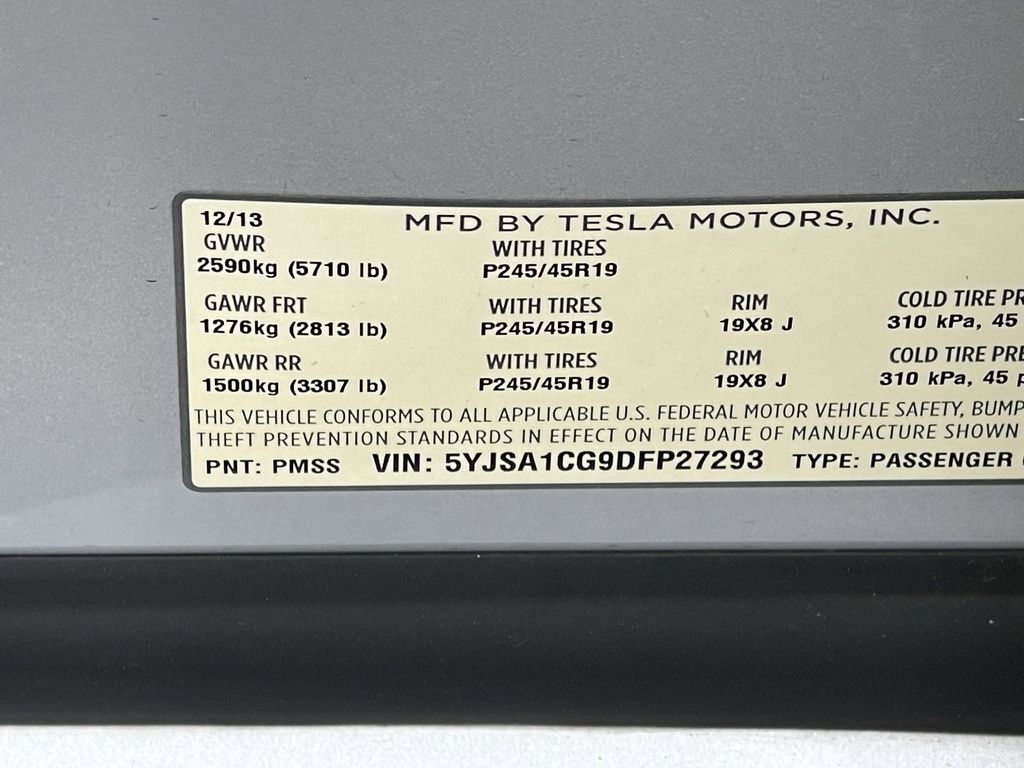 12/13 MFD BY TESLA MOTORS, INC.
GVWR WITH TIRES
2590kg (5710 lb) P245/45R19
GAWR FRT WITH TIRES RIM COLD TIRE
1276kg (2813 lb) P245/45R19 19X8 J 310 kPa, 45
GAWR RR WITH TIRES RIM COLD TIRE
1500kg (3307 lb) P245/45R19 19X8 J 310 kPa, 45
THIS VEHICLE CONFORMS TO ALL APPLICABLE U.S. FEDERAL MOTOR VEHICLE SAFETY, BUMP
THEFT PREVENTION STANDARDS IN EFFECT ON THE DATE OF MANUFACTURE SHOWN
PNT: PMSS VIN: 5YJSA1CG9DFP27293 TYPE: PASSENGER